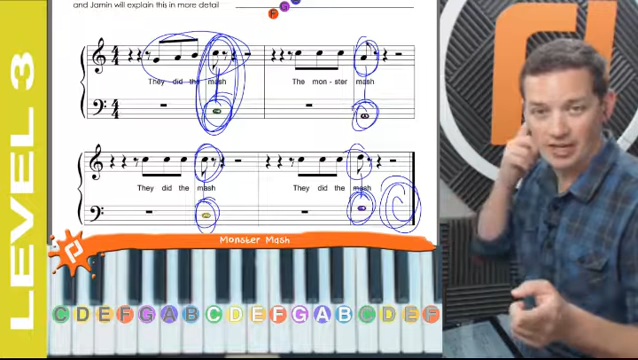 and Jamin will explain this in more detail
F G
They did the mash The mon - ster mash
They did the mash They did the mash
C
Monster Mash
C D E F G A B C D E F G A B C D E F
LEVEL 3